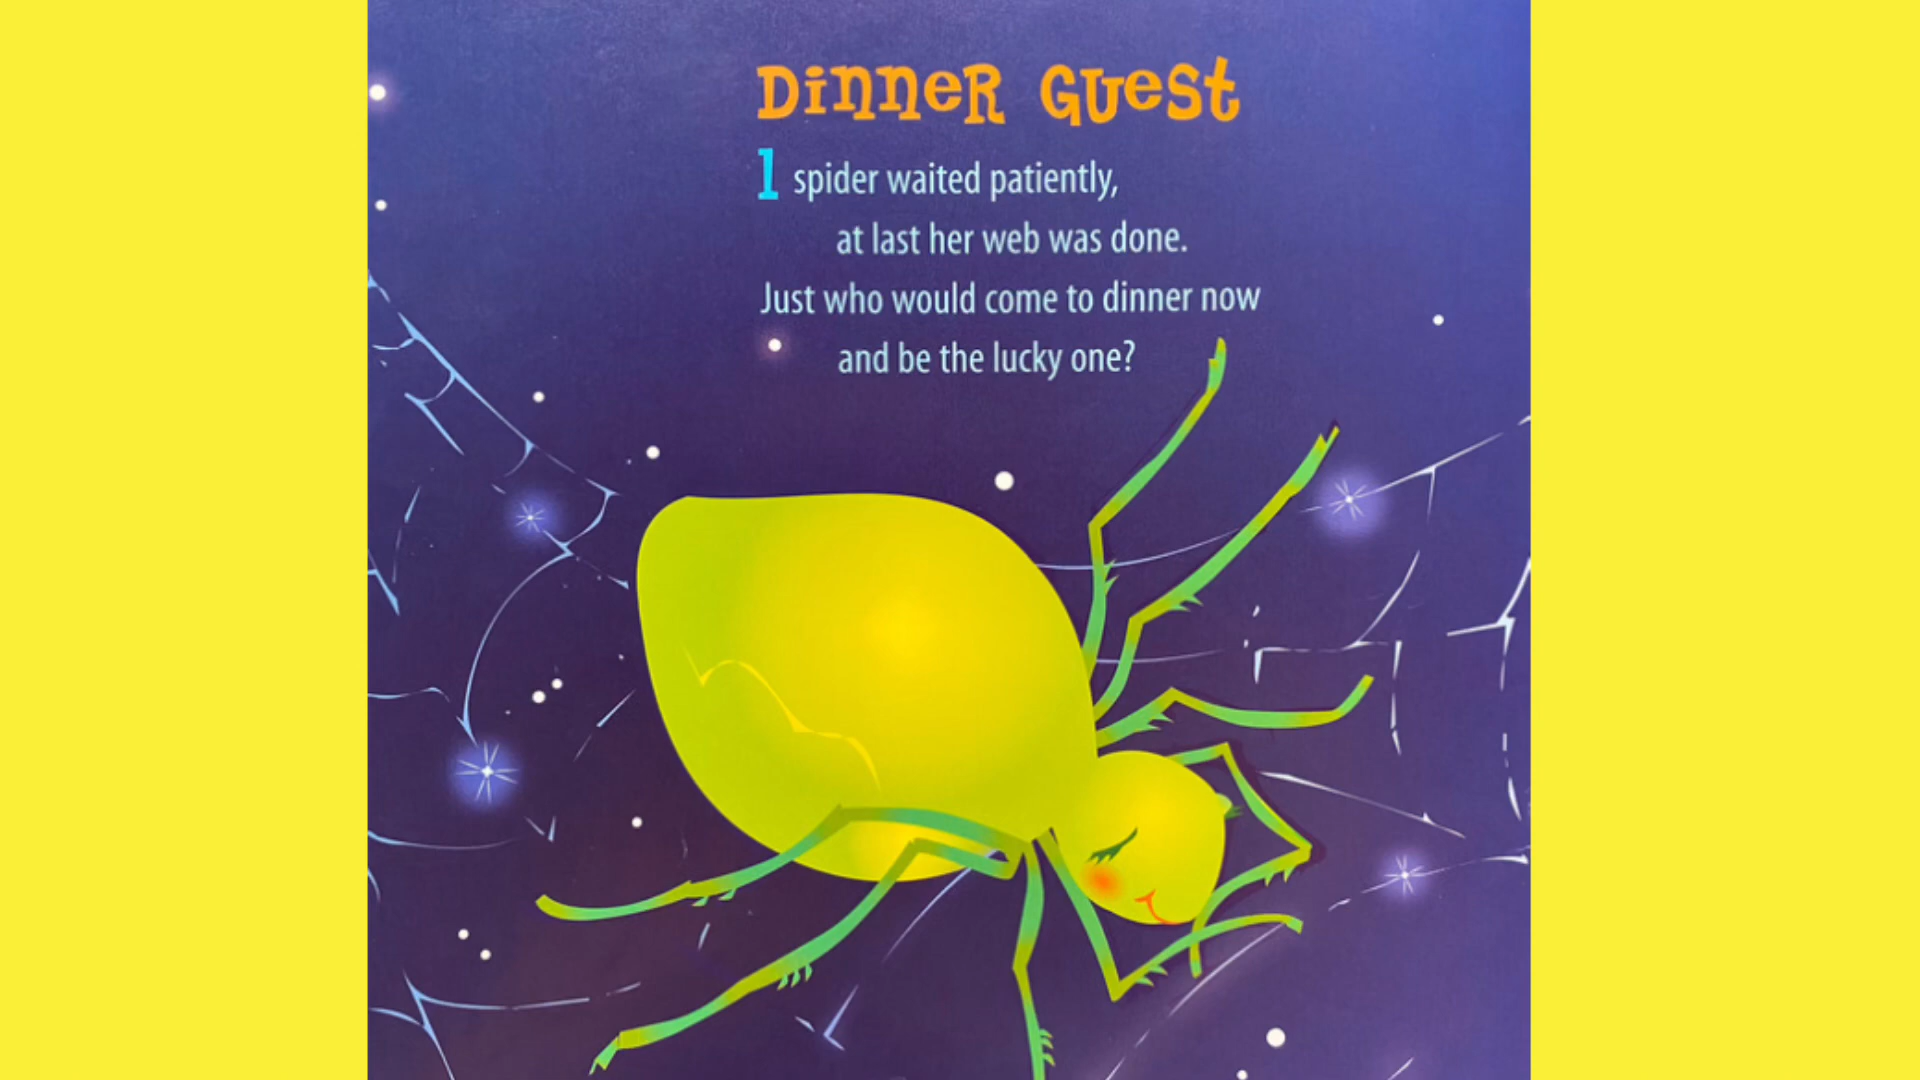 Dinner Guest
1 spider waited patiently,
at last her web was done.
Just who would come to dinner now
and be the lucky one?